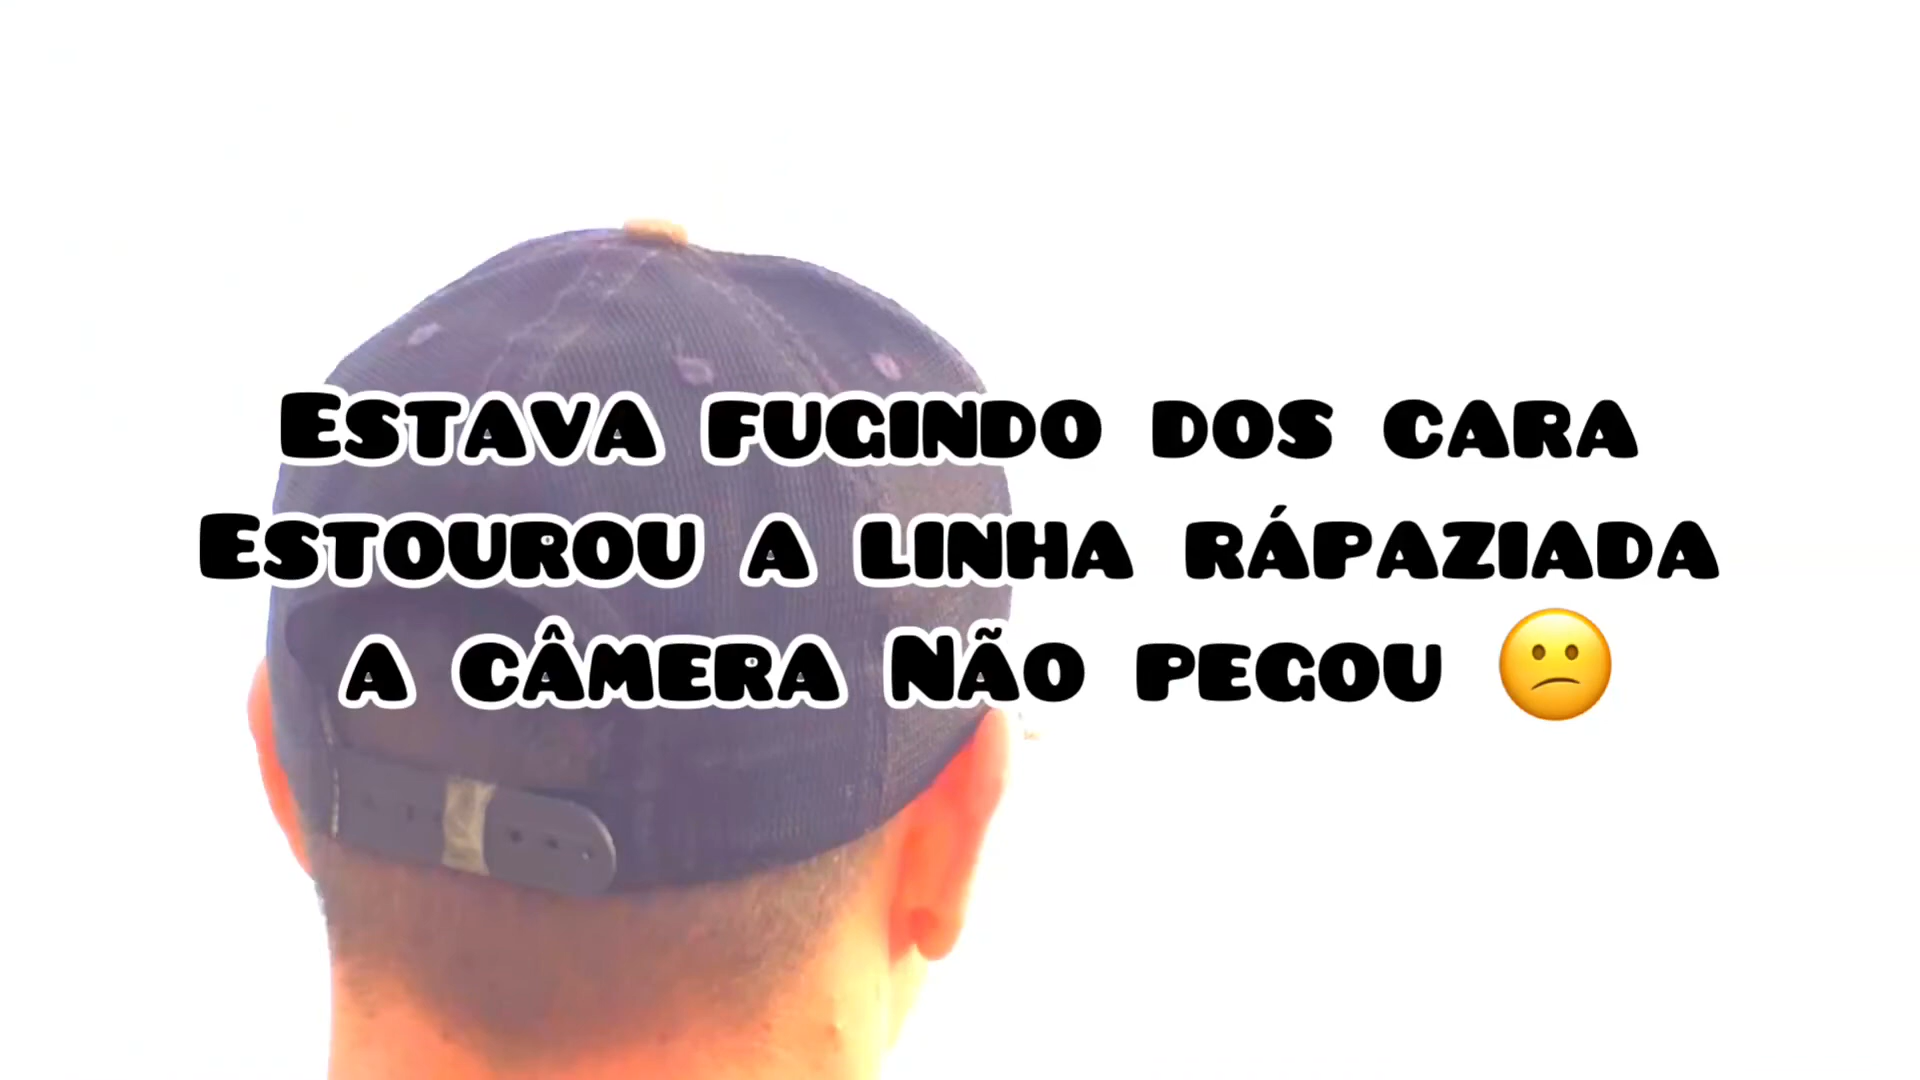 Estava fugindo dos cara
Estourou a linha rápaziada
a câmera Não pegou 😕